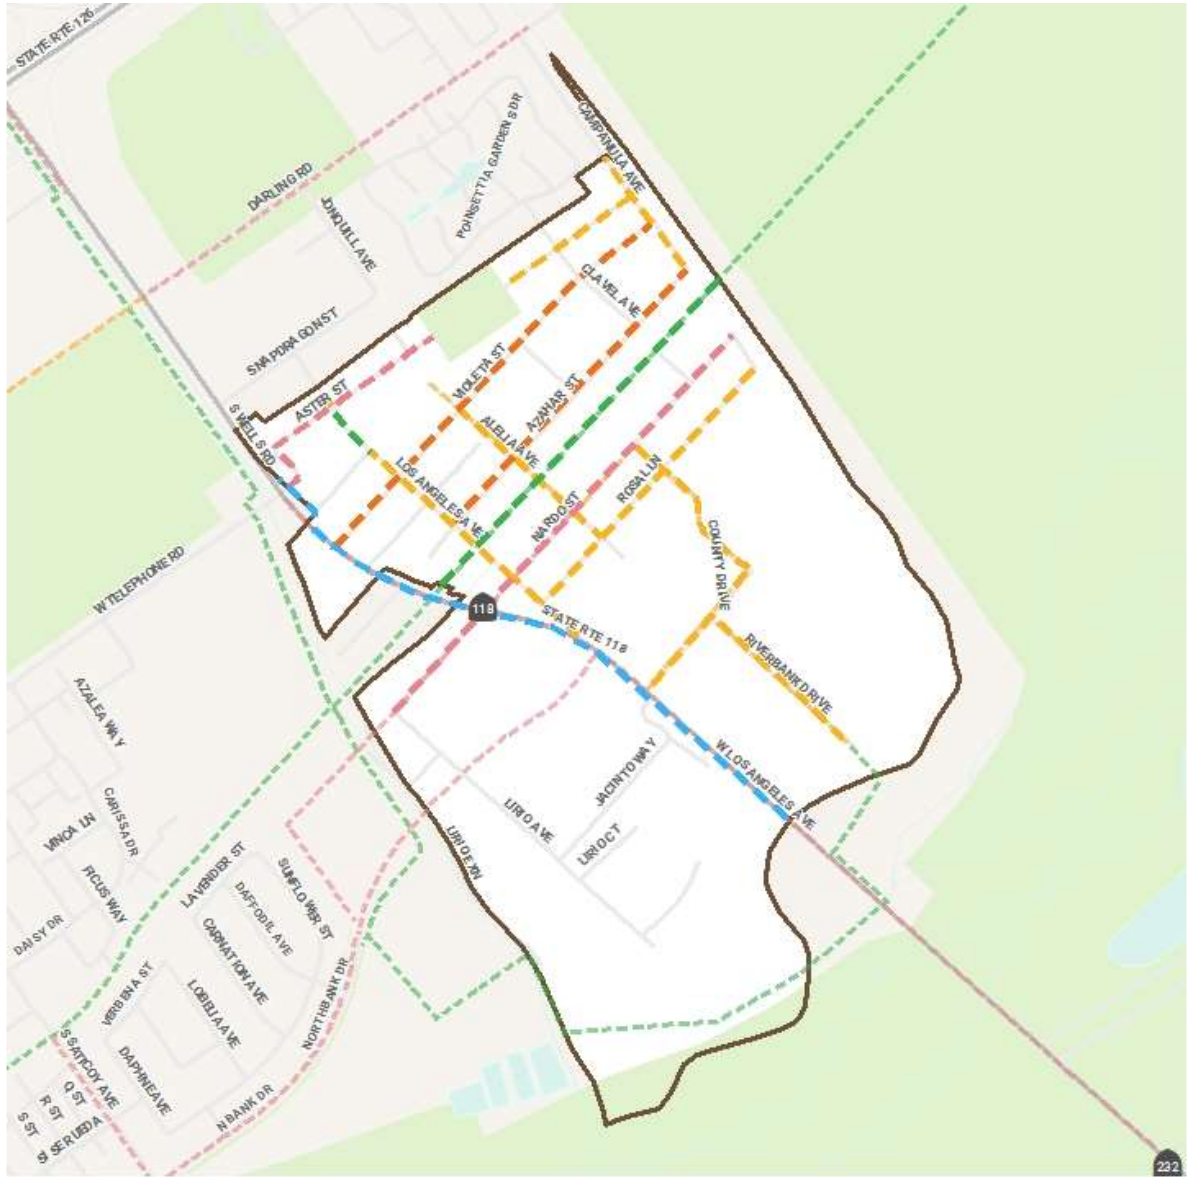 STATE RTE 126
CAMPANULA AVE
POINSETTIA GARDENS DR
DARLING RD
JONQUILL AVE
CLAVEL AVE
SNAPDRAGON ST
VIOLETA ST
ASTER ST
AZAHAR ST
S WELLS RD
ALELIA AVE
LOS ANGELES AVE
ROSAL LN
NARDO ST
COUNTY DRIVE
W TELEPHONE RD
118
STATE RTE 118
RIVERBANK DRIVE
AZALEA WAY
JACINTO WAY
W LOS ANGELES AVE
LIRIO AVE
CARISSA DR
VINCA LN
LIRIO CT
LIRIO EXN
LAVENDER ST
SUNFLOWER ST
FICUS WAY
DAFFODIL AVE
DAISY DR
CARNATION AVE
VERBENA ST
LOBELIA AVE
NORTHBANK DR
S SATICOY AVE
DAPHNE AVE
Q ST
R ST
N BANK DR
S ST
SISERUEDA
232